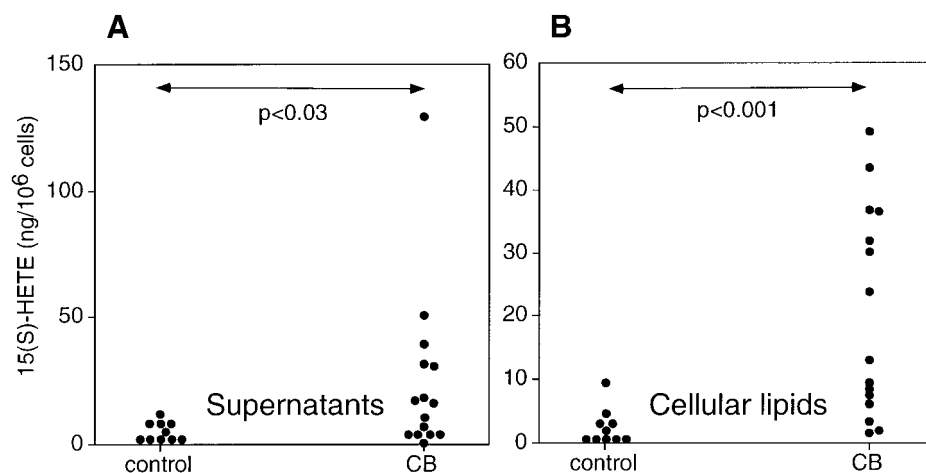 A
B
150
100
50
0
15(S)-HETE (ng/10⁶ cells)
p<0.03
Supernatants
control
CB
60
50
40
30
20
10
0
p<0.001
Cellular lipids
control
CB